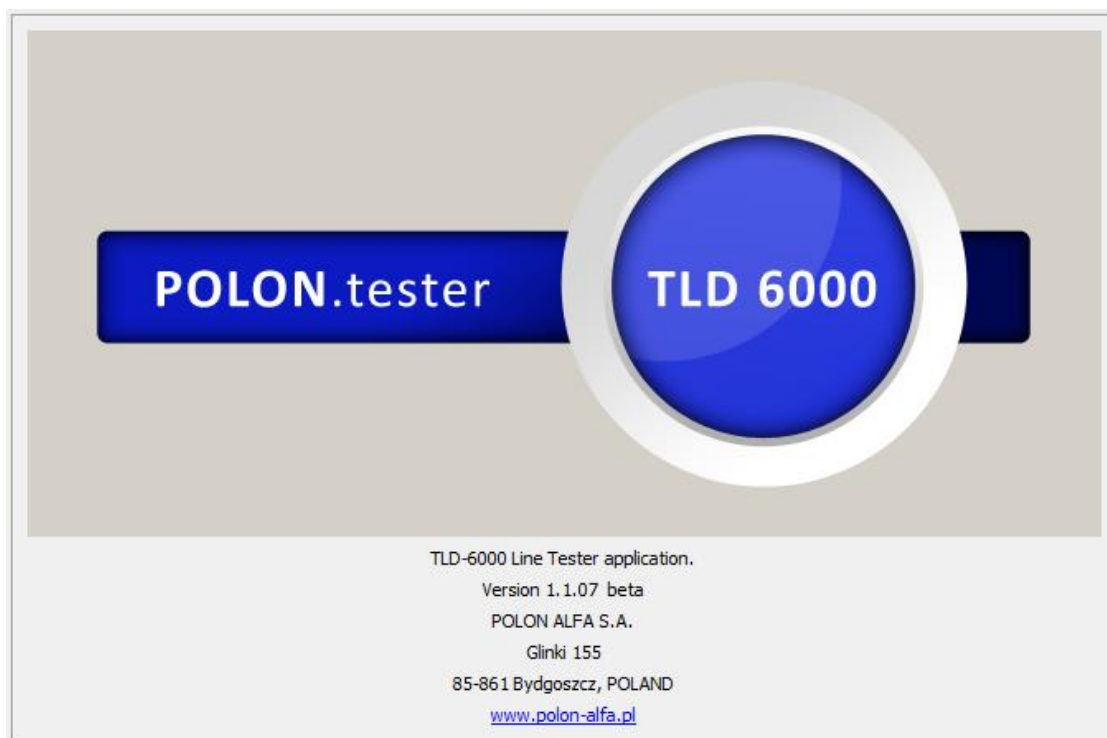 POLON.tester
TLD 6000
TLD-6000 Line Tester application.
Version 1.1.07 beta
POLON ALFA S.A.
Glinki 155
85-861 Bydgoszcz, POLAND
www.polon-alfa.pl